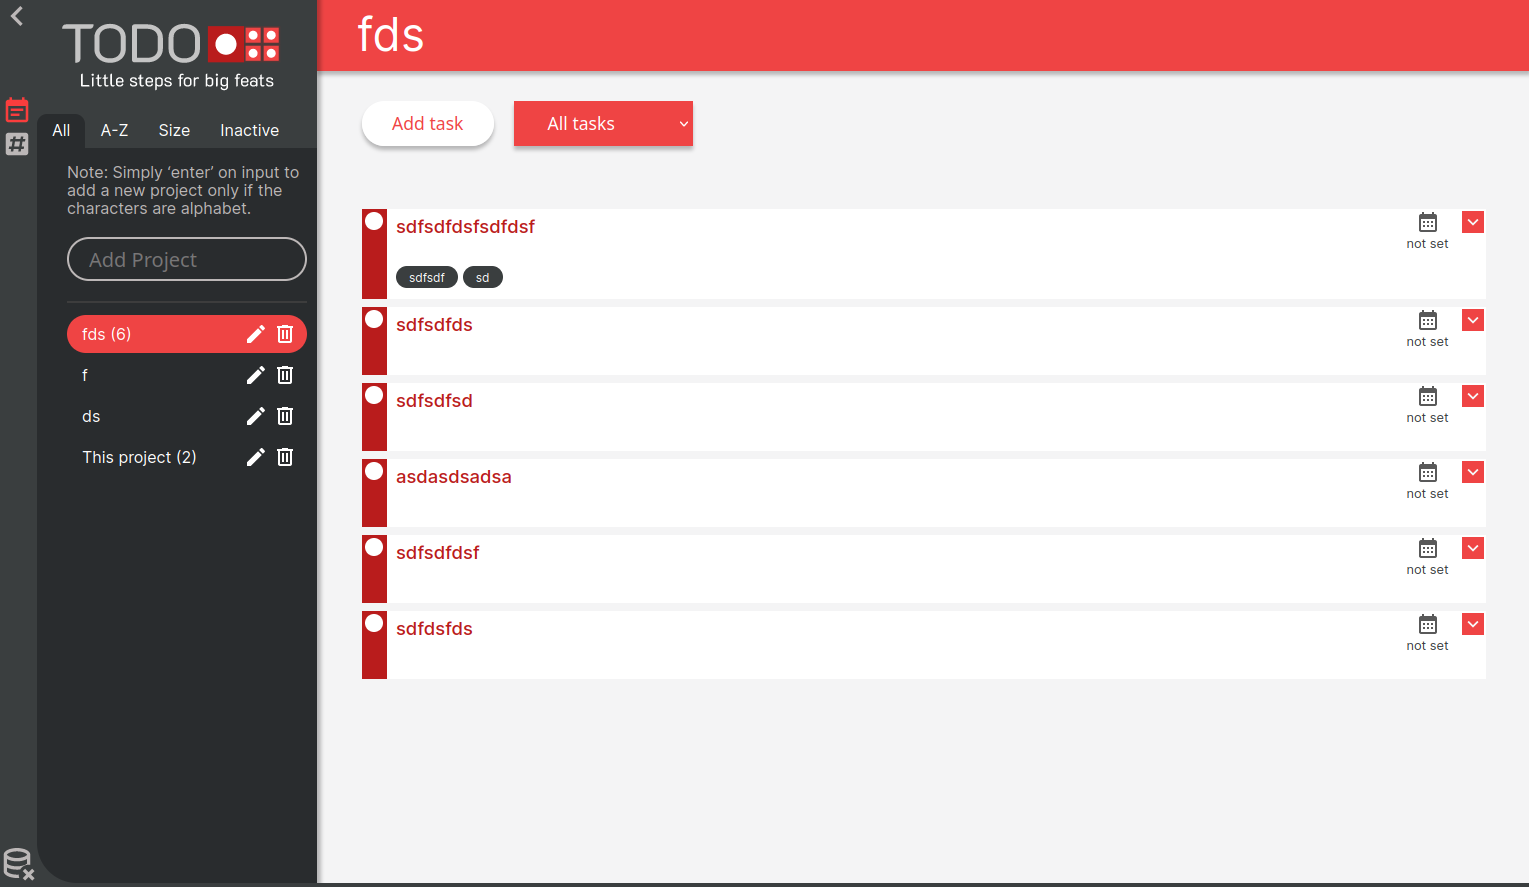 TODO
Little steps for big feats
All A-Z Size Inactive
Note: Simply ‘enter’ on input to
add a new project only if the
characters are alphabet.
Add Project
fds (6)
f
ds
This project (2)
fds
Add task All tasks
sdfsdfdsfsdfdsf
not set
sdfsdf sd
sdfsdfds
not set
sdfsdfsd
not set
asdasdsadsa
not set
sdfsdfdsf
not set
sdfdsfds
not set